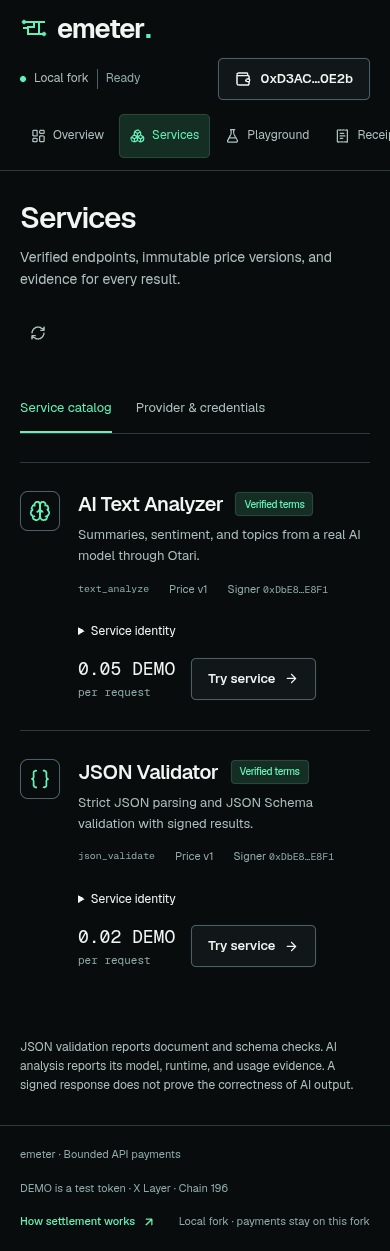 emeter.
Local fork
Ready
0xD3AC…0E2b
Overview
Services
Playground
Services
Verified endpoints, immutable price versions, and
evidence for every result.
Service catalog
Provider & credentials
AI Text Analyzer
Verified terms
Summaries, sentiment, and topics from a real AI
model through Otari.
text_analyze
Price v1
Signer 0xDbE8…E8F1
Service identity
0.05 DEMO
per request
Try service
JSON Validator
Verified terms
Strict JSON parsing and JSON Schema
validation with signed results.
json_validate
Price v1
Signer 0xDbE8…E8F1
Service identity
0.02 DEMO
per request
Try service
JSON validation reports document and schema checks. AI
analysis reports its model, runtime, and usage evidence. A
signed response does not prove the correctness of AI output.
emeter · Bounded API payments
DEMO is a test token · X Layer · Chain 196
How settlement works
Local fork · payments stay on this fork